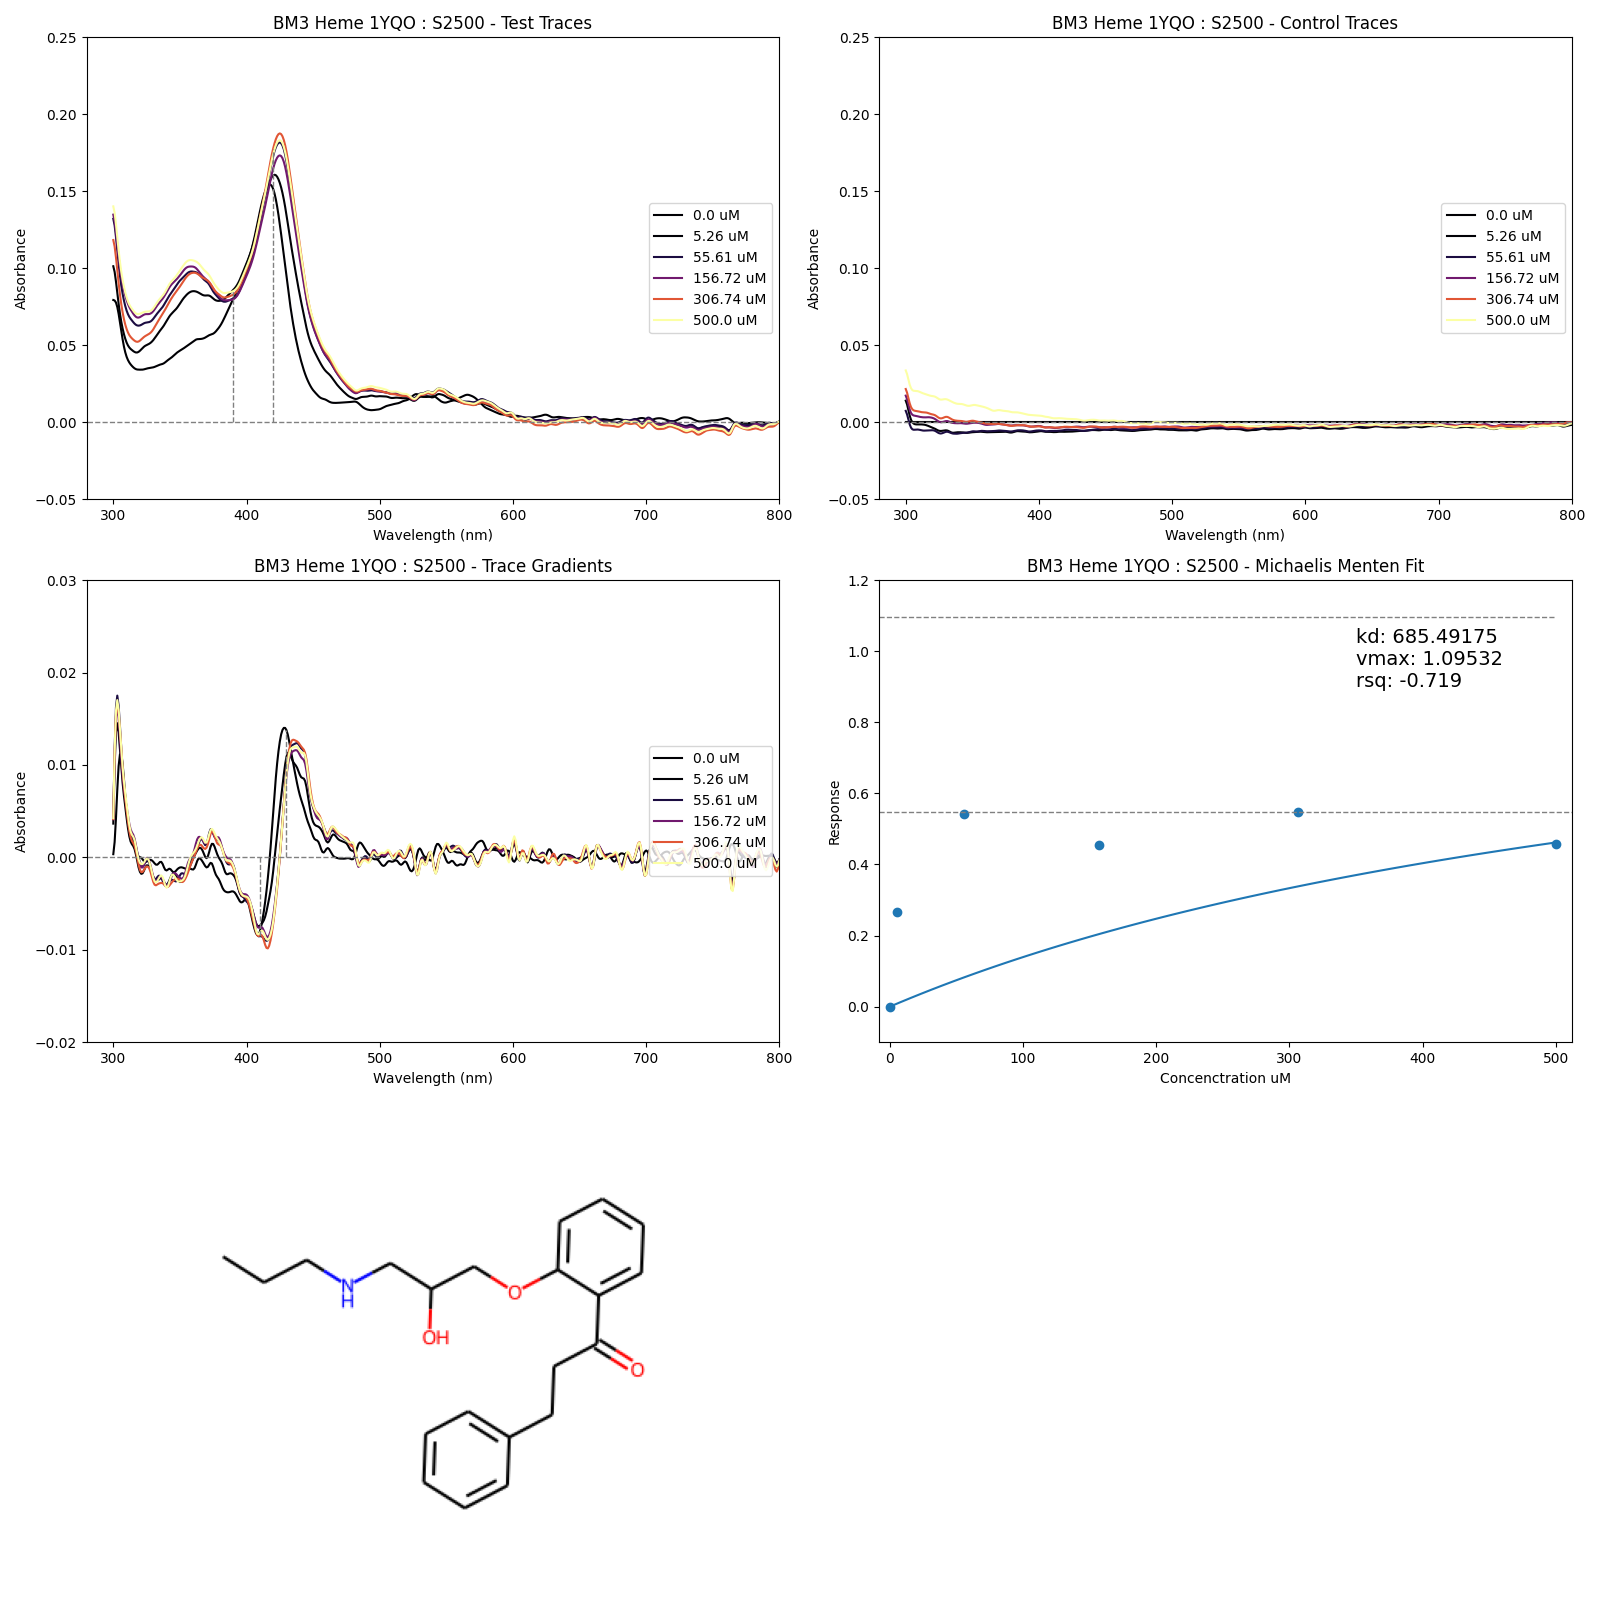 BM3 Heme 1YQO : S2500 - Test Traces
0.25
0.20
0.15
0.10
0.05
0.00
−0.05
Absorbance
300 400 500 600 700 800
Wavelength (nm)
0.0 uM
5.26 uM
55.61 uM
156.72 uM
306.74 uM
500.0 uM
BM3 Heme 1YQO : S2500 - Control Traces
0.25
0.20
0.15
0.10
0.05
0.00
−0.05
Absorbance
300 400 500 600 700 800
Wavelength (nm)
0.0 uM
5.26 uM
55.61 uM
156.72 uM
306.74 uM
500.0 uM
BM3 Heme 1YQO : S2500 - Trace Gradients
0.03
0.02
0.01
0.00
−0.01
−0.02
Absorbance
300 400 500 600 700 800
Wavelength (nm)
0.0 uM
5.26 uM
55.61 uM
156.72 uM
306.74 uM
500.0 uM
BM3 Heme 1YQO : S2500 - Michaelis Menten Fit
1.2
1.0
0.8
0.6
0.4
0.2
0.0
Response
kd: 685.49175
vmax: 1.09532
rsq: -0.719
0 100 200 300 400 500
Concenctration uM
N
H
O
OH
O